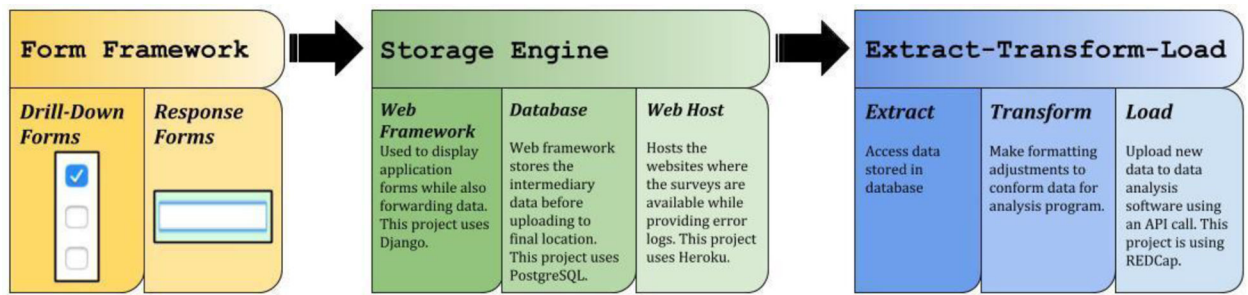 Form Framework
Drill-Down
Forms
Response
Forms
Storage Engine
Web
Framework
Used to display
application
forms while also
forwarding data.
This project uses
Django.
Database
Web framework
stores the
intermediary
data before
uploading to
final location.
This project uses
PostgreSQL.
Web Host
Hosts the
websites where
the surveys are
available while
providing error
logs. This project
uses Heroku.
Extract-Transform-Load
Extract
Access data
stored in
database
Transform
Make formatting
adjustments to
conform data for
analysis program.
Load
Upload new
data to data
analysis
software using
an API call. This
project is using
REDCap.